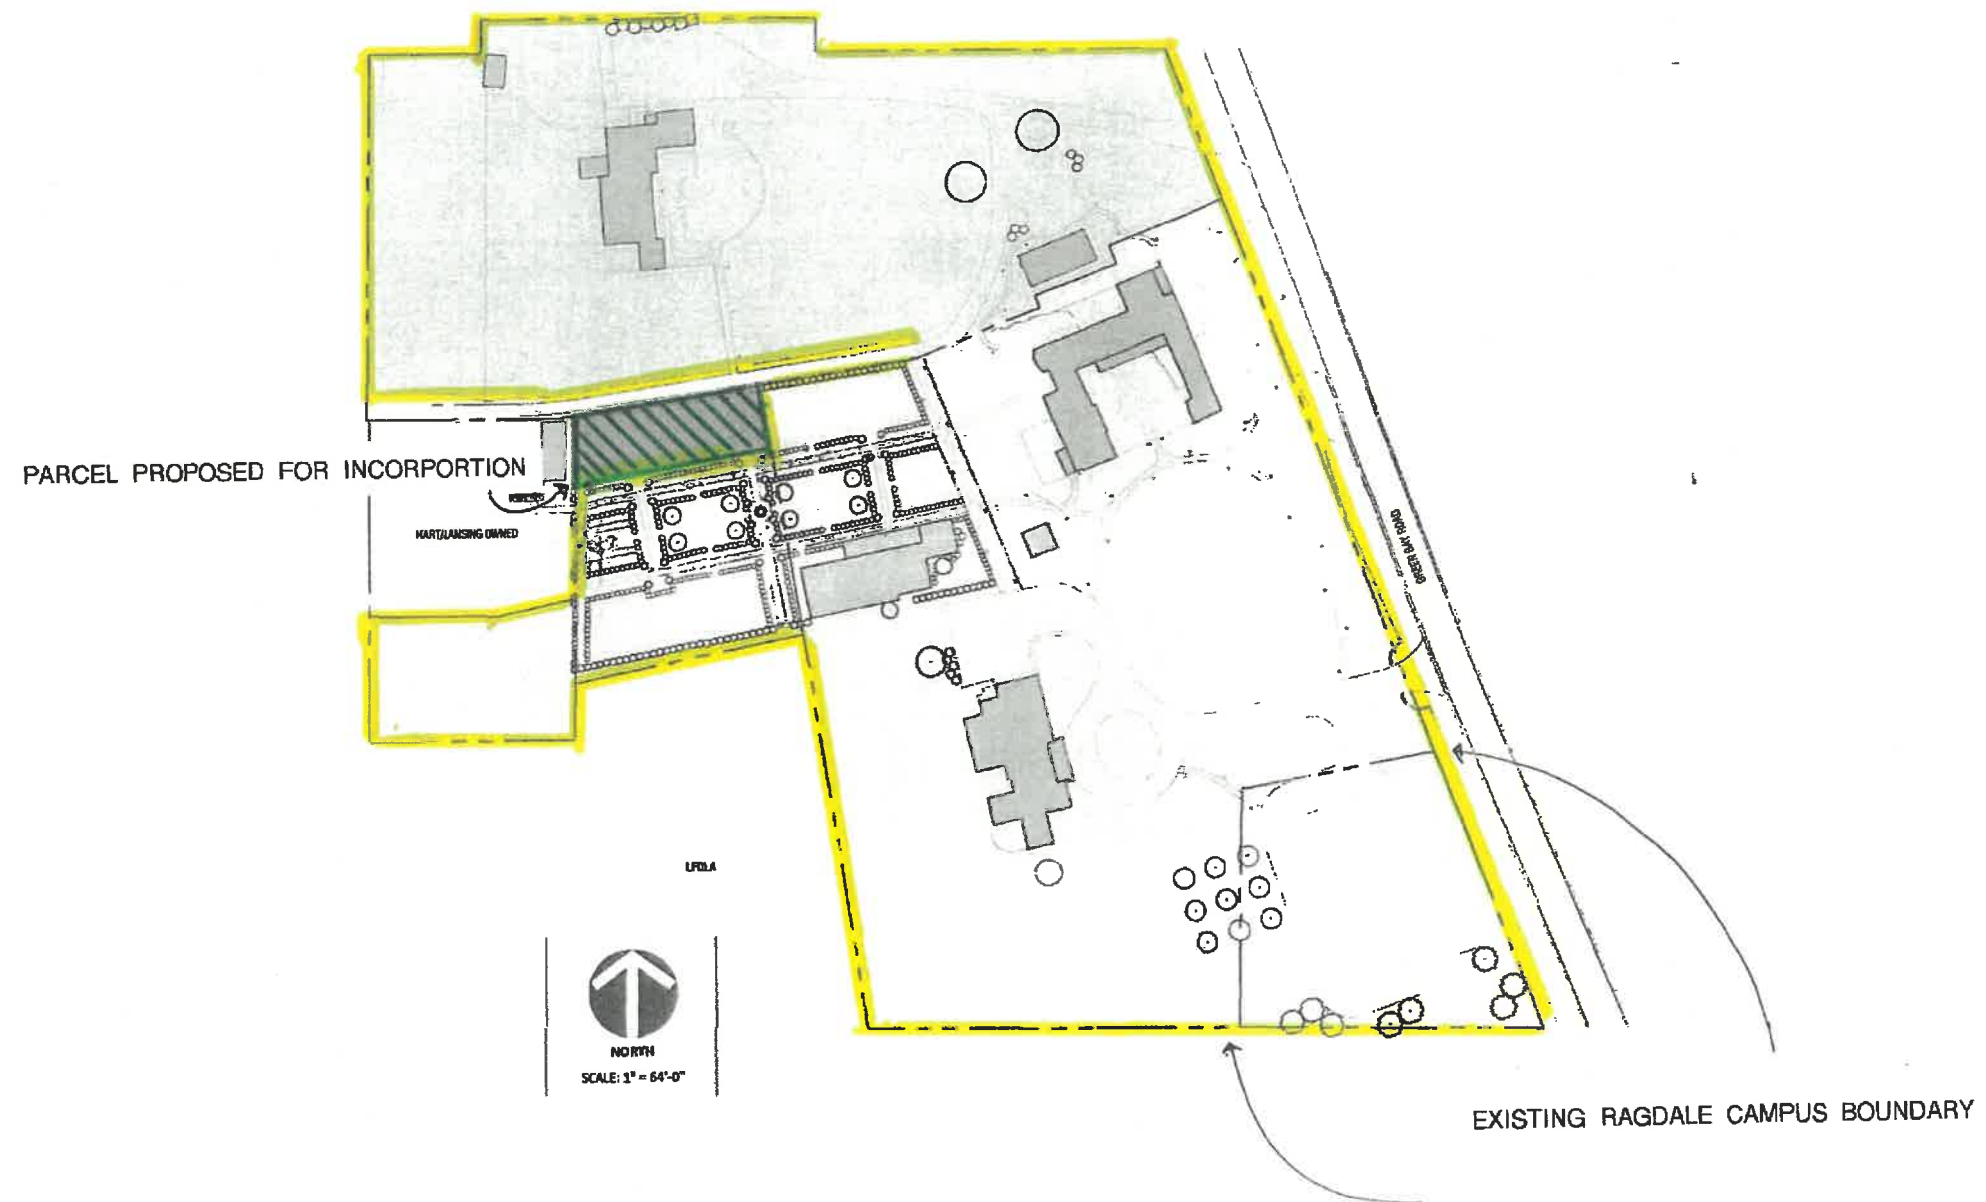 PARCEL PROPOSED FOR INCORPORTION
HART/LANSING OWNED
GREEN BAY ROAD
LFOLA
NORTH
SCALE: 1" = 64'-0"
EXISTING RAGDALE CAMPUS BOUNDARY